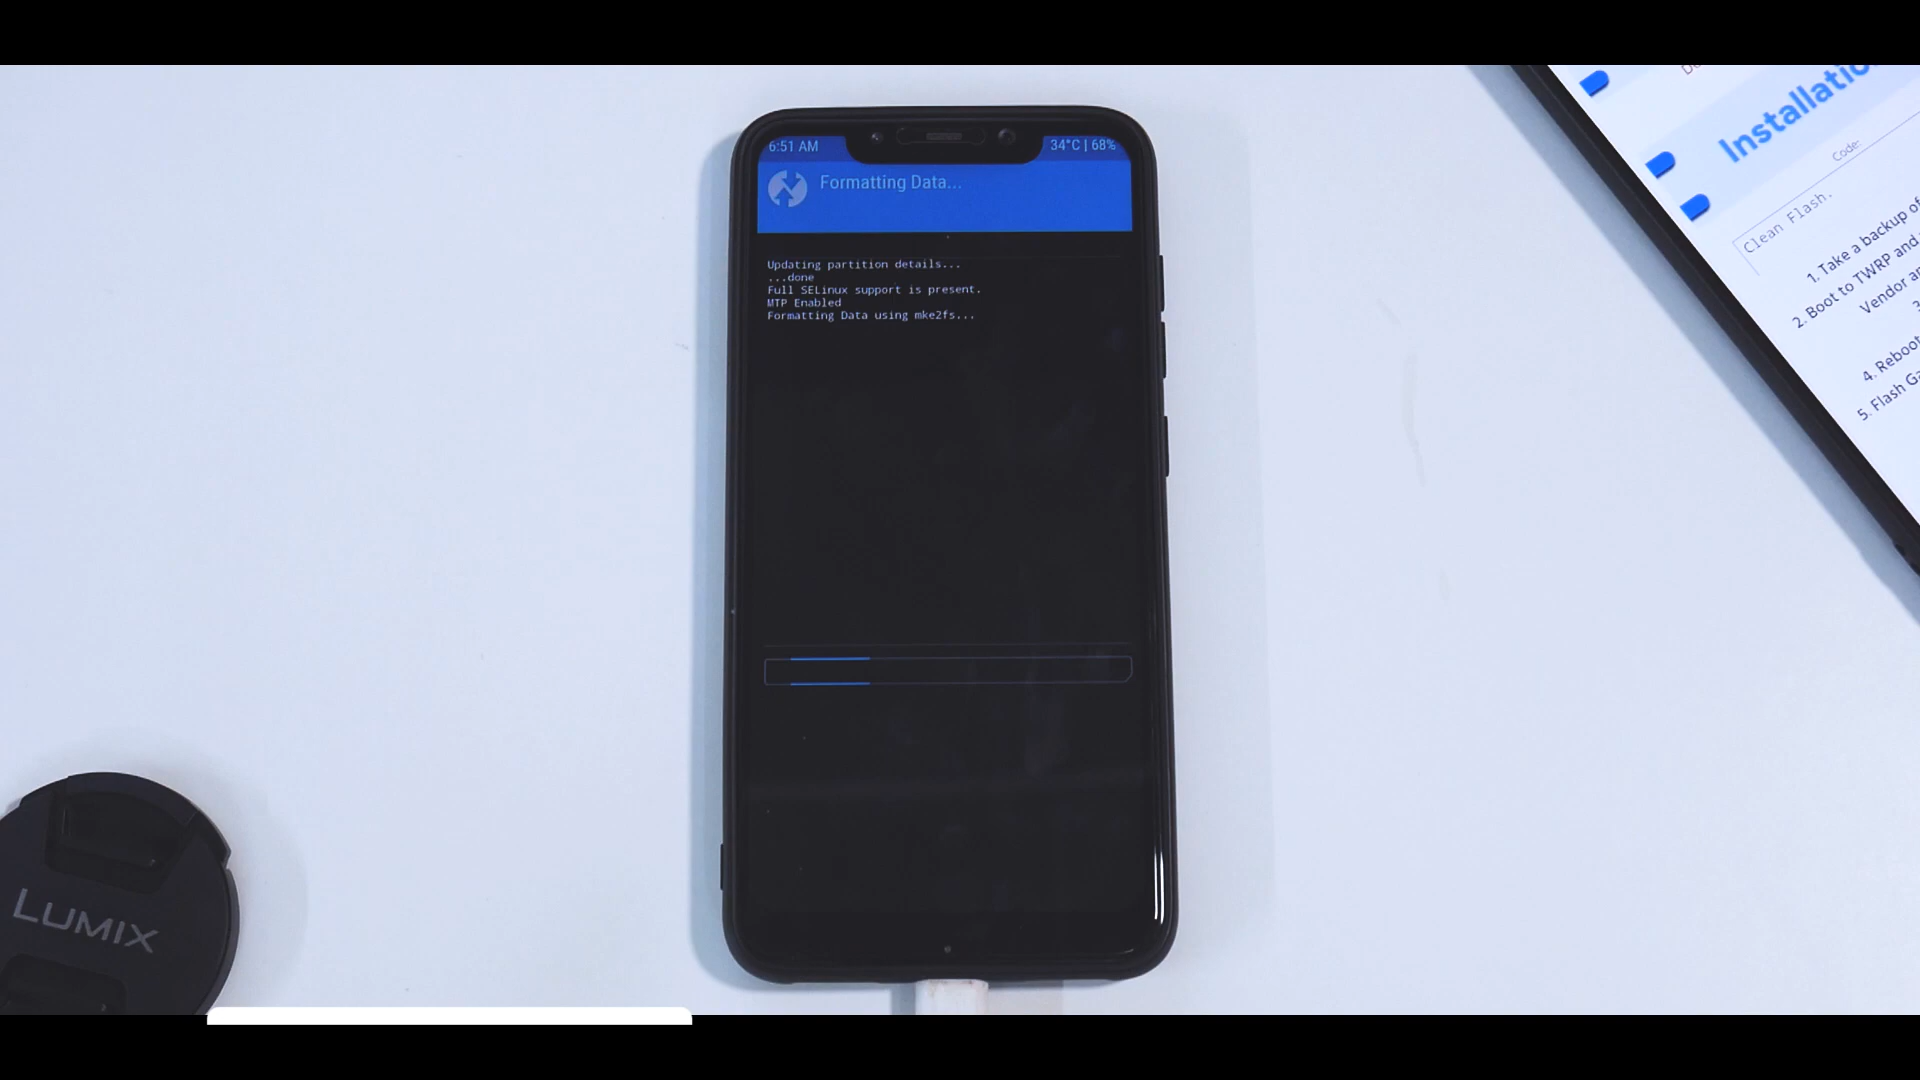 6:51 AM
34°C | 68%
Formatting Data...
Updating partition details...
...done
Full SELinux support is present.
MTP Enabled
Formatting Data using mke2fs...
Installatio
Code:
Clean Flash.
1. Take a backup of
2. Boot to TWRP and
Vendor
4. Reboot
5. Flash
LUMIX